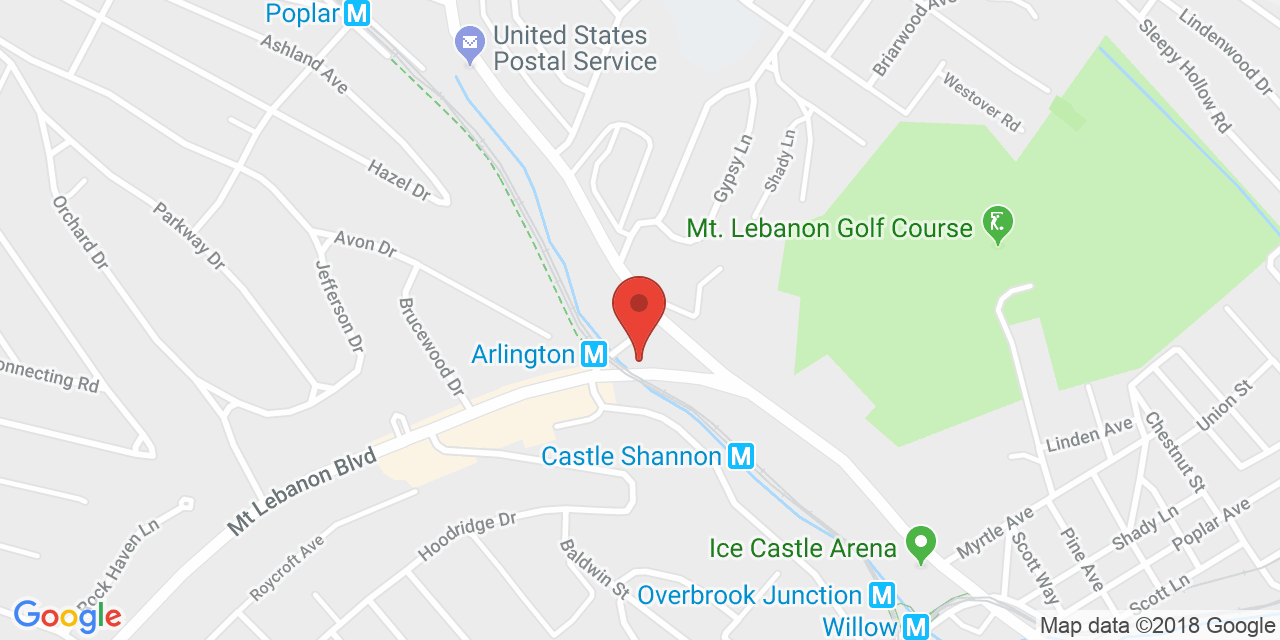 Poplar M
Ashland Ave
United States
Postal Service
Briarwood Ave
Lindenwood Dr
Sleepy Hollow Rd
Westover Rd
Hazel Dr
Gypsy Ln
Shady Ln
Orchard Dr
Parkway Dr
Avon Dr
Jefferson Dr
Brucewood Dr
Mt. Lebanon Golf Course
Arlington M
onnecting Rd
Castle Shannon M
Mt Lebanon Blvd
Linden Ave
Union St
Chestnut St
Rock Haven Ln
Roycroft Ave
Hoodridge Dr
Baldwin St
Ice Castle Arena
Myrtle Ave
Scott Way
Pine Ave
Shady Ln
Poplar Ave
Scott Ln
Overbrook Junction M
Willow M
Google
Map data ©2018 Google